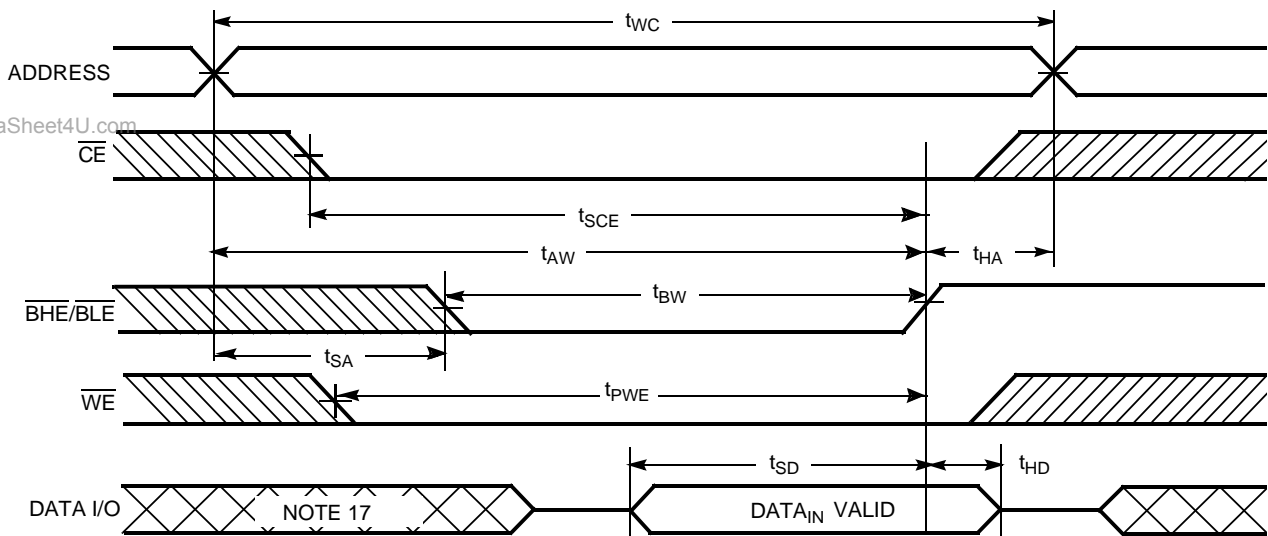 tWC
ADDRESS
aSheet4U.com
CE
tSCE
tAW
tHA
tBW
BHE/BLE
tSA
WE
tPWE
tSD
tHD
DATA I/O
NOTE 17
DATAIN VALID